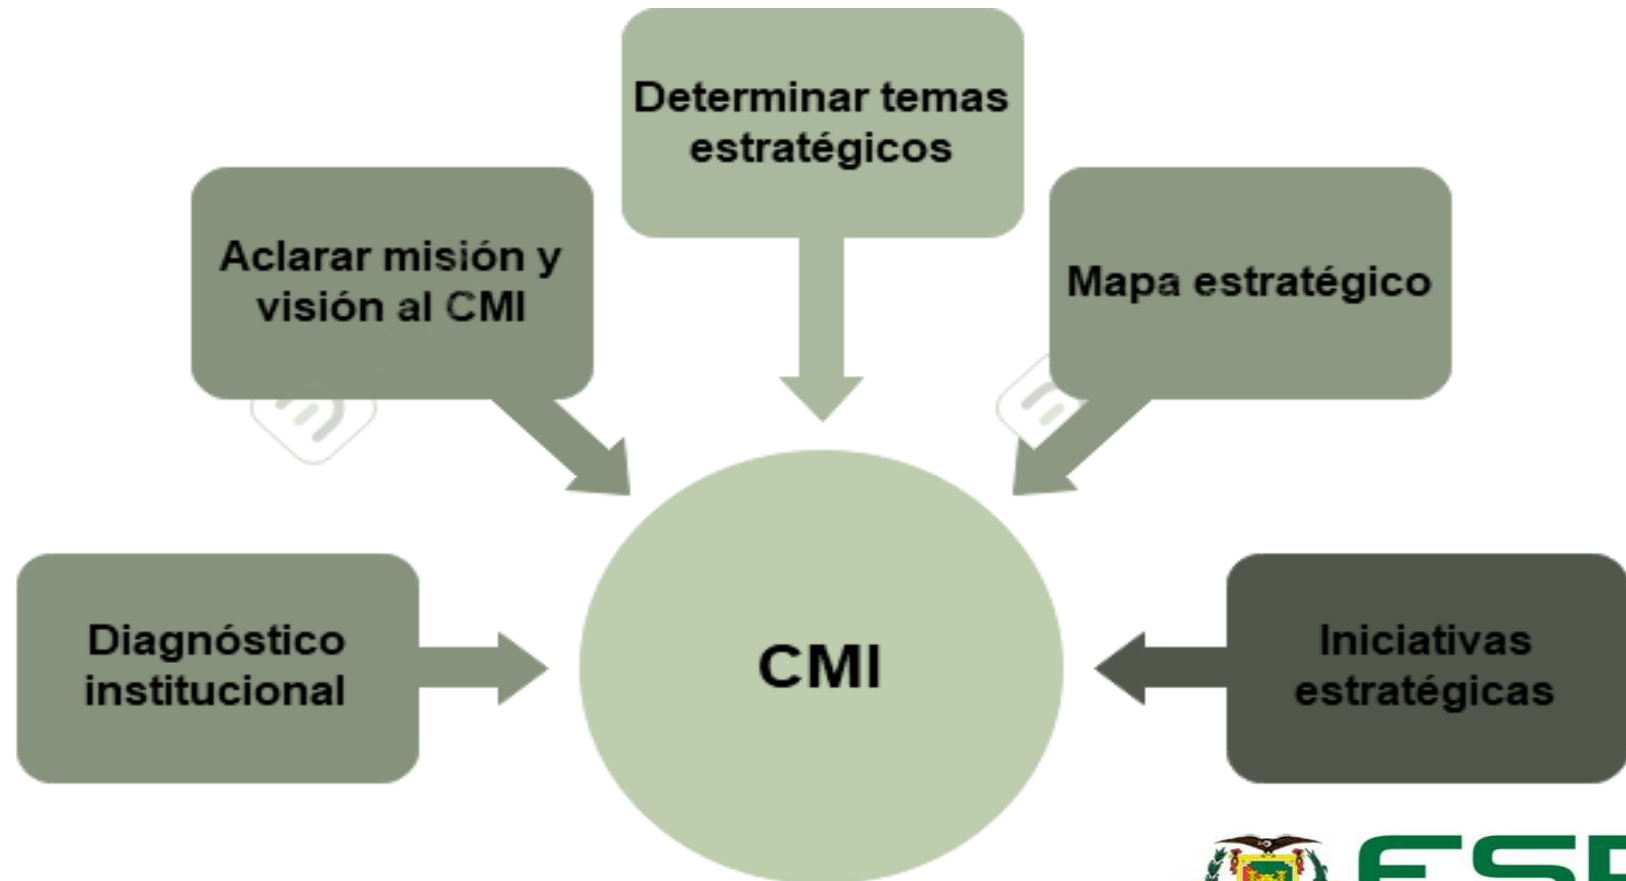 Determinar temas
estratégicos
Aclarar misión y
visión al CMI
Mapa estratégico
Diagnóstico
institucional
CMI
Iniciativas
estratégicas